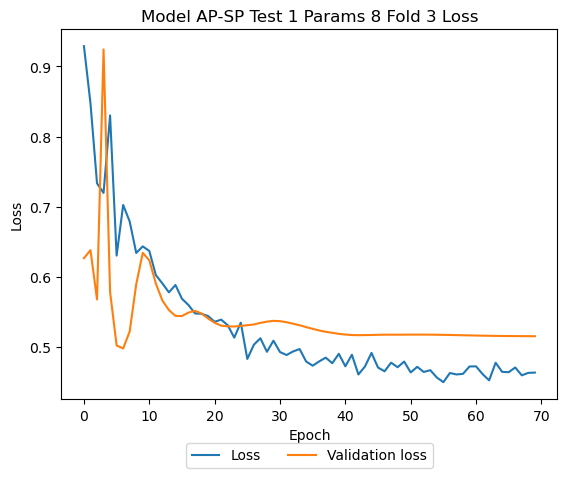 Model AP-SP Test 1 Params 8 Fold 3 Loss
0.9
0.8
0.7
0.6
0.5
Loss
0 10 20 30 40 50 60 70
Epoch
Loss Validation loss